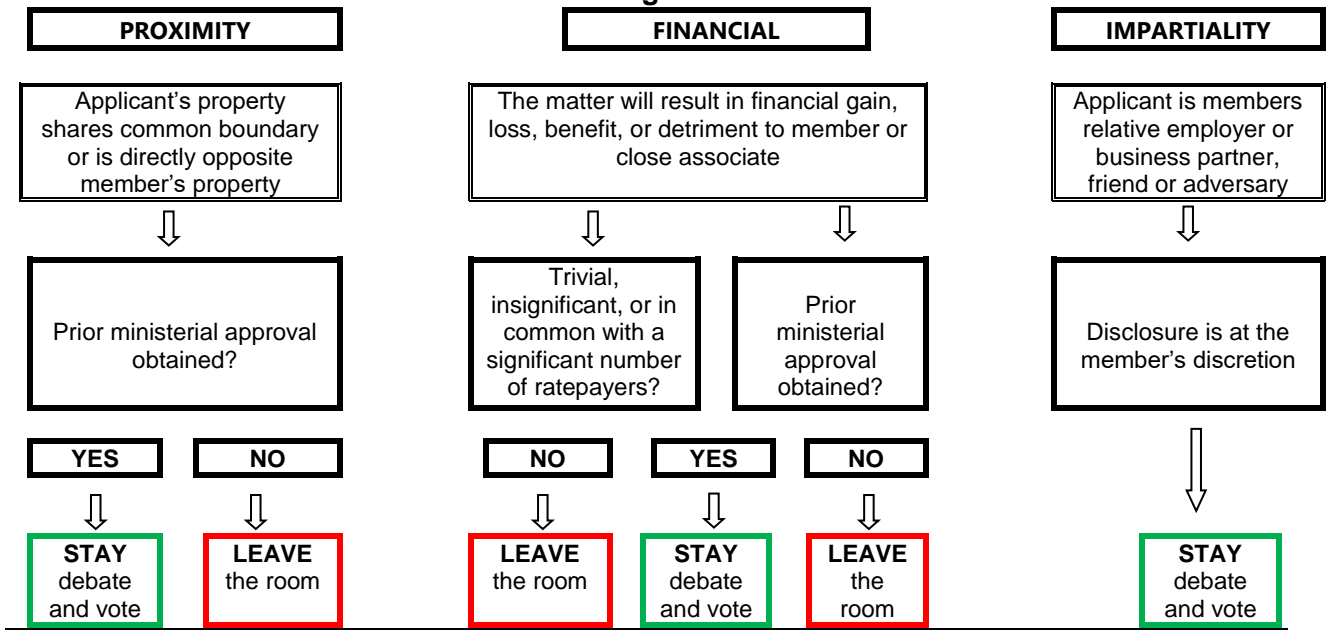 PROXIMITY
FINANCIAL
IMPARTIALITY
Applicant's property
shares common boundary
or is directly opposite
member's property
The matter will result in financial gain,
loss, benefit, or detriment to member or
close associate
Applicant is members
relative employer or
business partner,
friend or adversary
Prior ministerial approval
obtained?
Trivial,
insignificant, or in
common with a
significant number
of ratepayers?
Prior
ministerial
approval
obtained?
Disclosure is at the
member's discretion
YES
NO
NO
YES
NO
STAY
debate
and vote
LEAVE
the room
LEAVE
the room
STAY
debate
and vote
LEAVE
the
room
STAY
debate
and vote